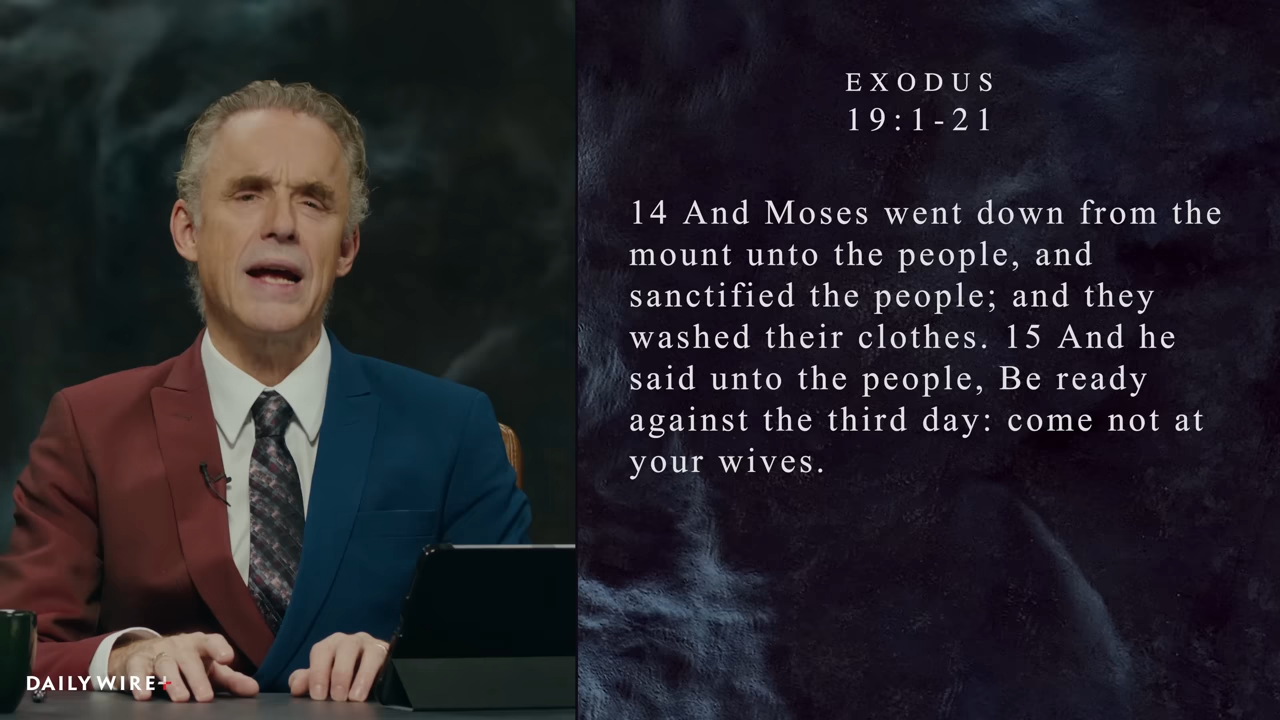 EXODUS
19:1-21
14 And Moses went down from the
mount unto the people, and
sanctified the people; and they
washed their clothes. 15 And he
said unto the people, Be ready
against the third day: come not at
your wives.
DAILYWIRE+